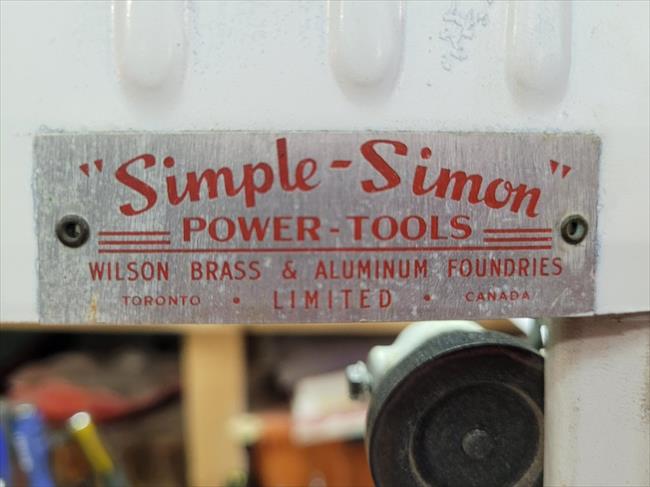 "Simple-Simon"
POWER-TOOLS
WILSON BRASS & ALUMINUM FOUNDRIES
TORONTO • LIMITED • CANADA